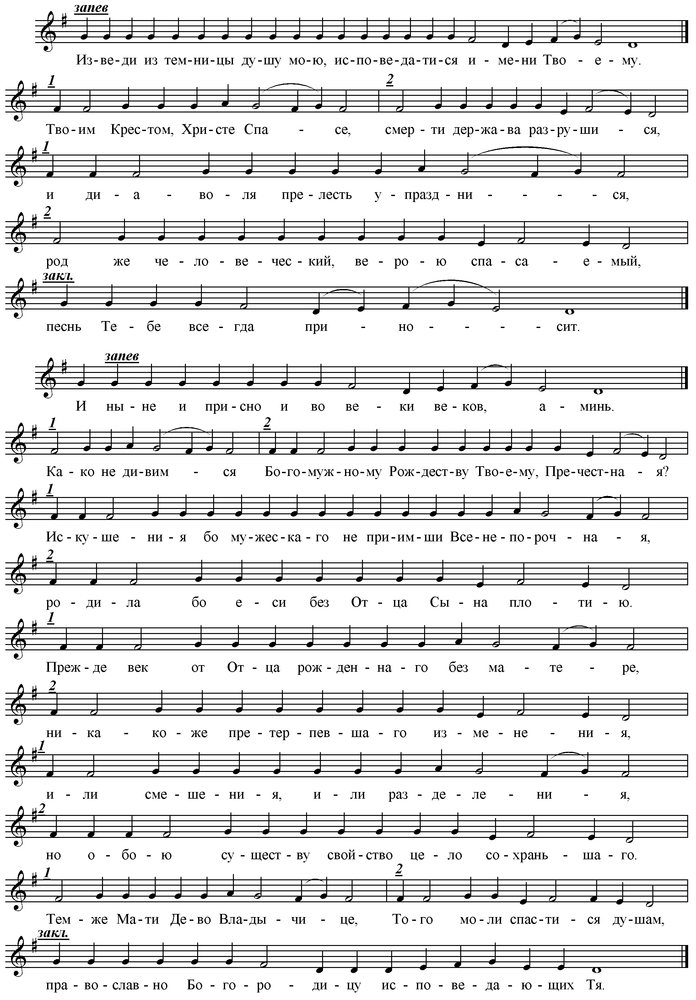 запев
Из-ве-ди из тем-ни-цы ду-шу мо-ю, ис-по-ве-да-ти-ся и - ме-ни Тво - е - му.
1 2
Тво-им Крес-том, Хри-сте Спа - се, смер-ти дер-жа-ва раз-ру-ши - ся,
1
и ди - а - во - ля пре-лесть у-празд-ни - - - ся,
2
род же че - ло - ве - чес - кий, ве - ро - ю спа - са - е - мый,
закл.
песнь Те - бе все - гда при - но - - - сит.
запев
И ны - не и при-сно и во ве - ки ве-ков, а - минь.
1 2
Ка - ко не ди-вим - ся Бо-го-муж-но-му Рож-дест-ву Тво-е-му, Пре-чест-на - я?
1
Ис-ку-ше - ни - я бо му-жес-ка-го не при-им-ши Все-не-по-роч - на - я,
2
ро - ди - ла бо е - си без От - ца Сы - на пло - ти - ю.
1
Преж-де век от От - ца рож-ден-на-го без ма - те - ре,
2
ни - ка - ко - же пре - тер - пев - ша - го из - ме - не - ни - я,
1
и - ли сме - ше - ни - я, и - ли раз - де - ле - ни - я,
2
но о - бо - ю су - щест - ву свой - ство це - ло со - хрань - ша - го.
1 2
Тем - же Ма-ти Де-во Вла-ды - чи - це, То-го мо-ли спас-ти - ся ду-шам,
закл.
пра - во - слав - но Бо - го - ро - ди - цу ис - по - ве - да - ю - щих Тя.